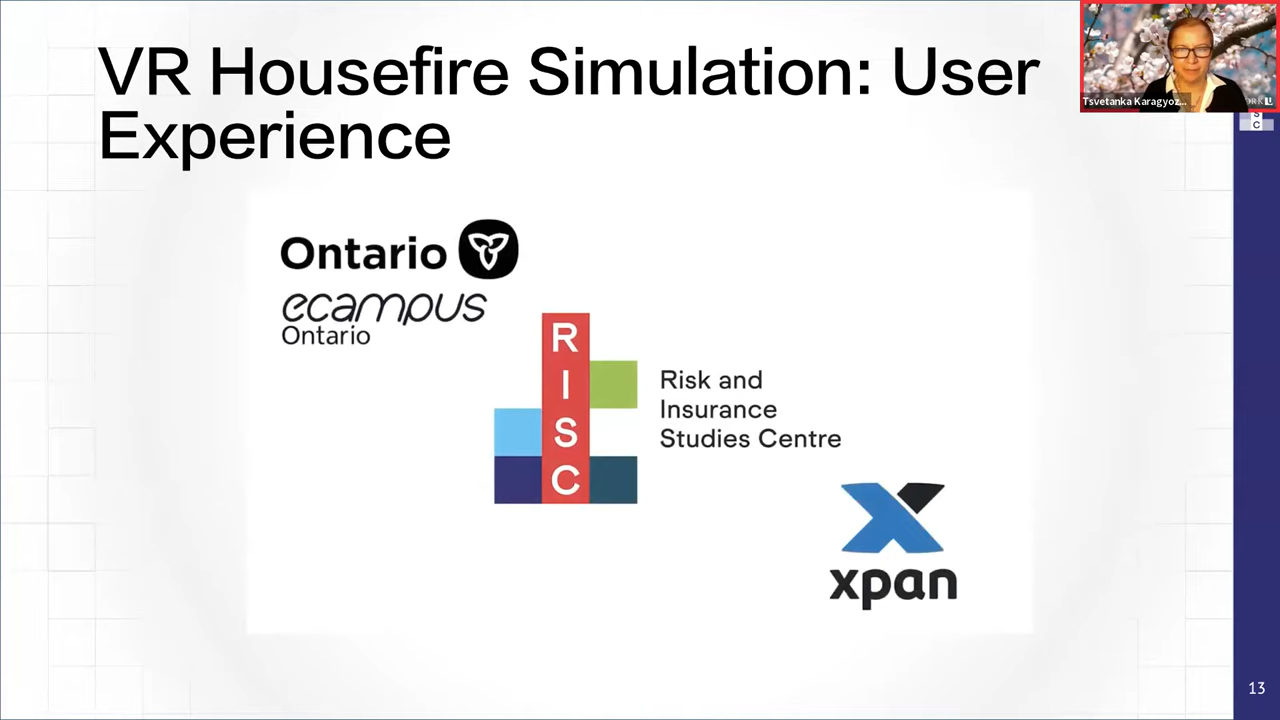 VR Housefire Simulation: User
Experience
Tsvetanka Karagyoz...
Ontario
ecampus
Ontario
R
I
S
C
Risk and
Insurance
Studies Centre
xpan
13